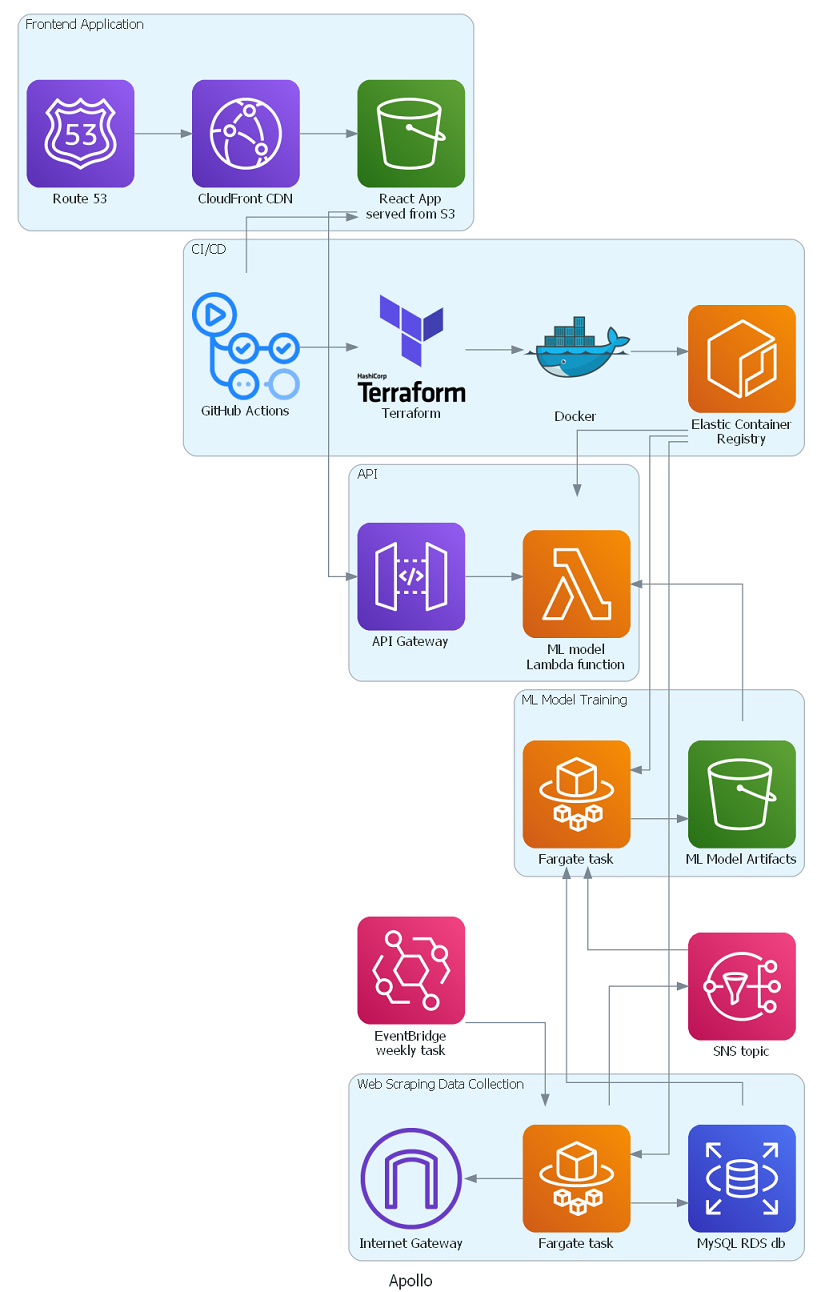 Frontend Application
53
Route 53
CloudFront CDN
React App
served from S3
CI/CD
GitHub Actions
HashiCorp
Terraform
Terraform
Docker
Elastic Container
Registry
API
</>
API Gateway
ML model
Lambda function
ML Model Training
Fargate task
ML Model Artifacts
EventBridge
weekly task
SNS topic
Web Scraping Data Collection
Internet Gateway
Fargate task
MySQL RDS db
Apollo